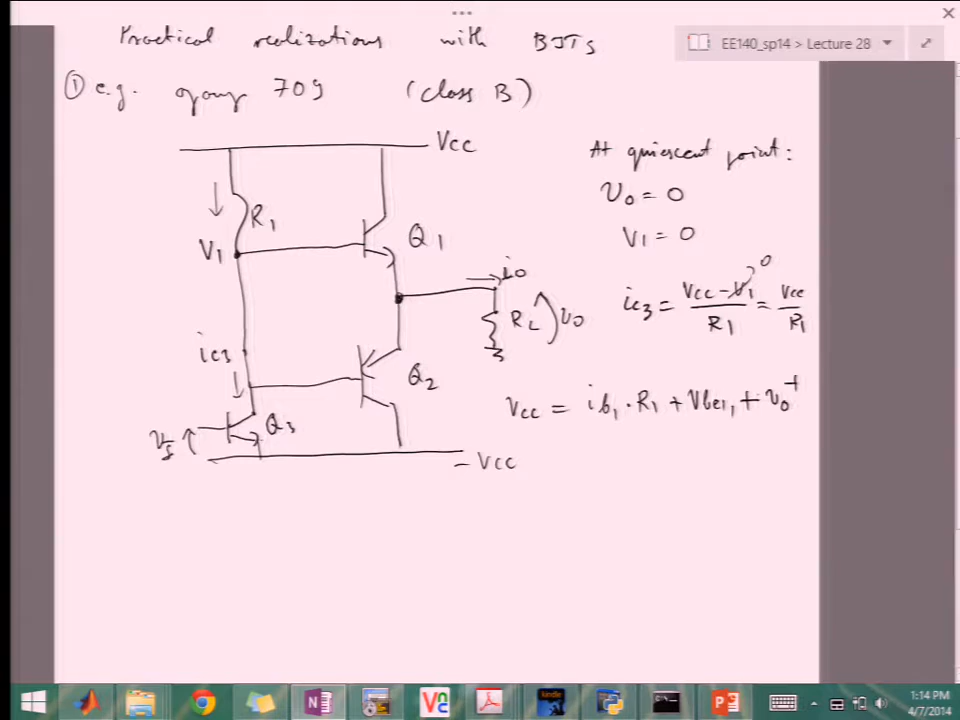 Practical realizations with BJTs
EE140_sp14 > Lecture 28
① e.g. opamp 709 (class B)
Vcc
At quiescent point:
R1
Vo = 0
V1
Q1
V1 = 0
io
ic3 = (Vcc - V1) / R1 = Vcc / R1
0
RL
vo
ic3
Q2
Vcc = ib1 · R1 + Vbe1, + vo+
Q3
- Vcc
1:14 PM
4/7/2014